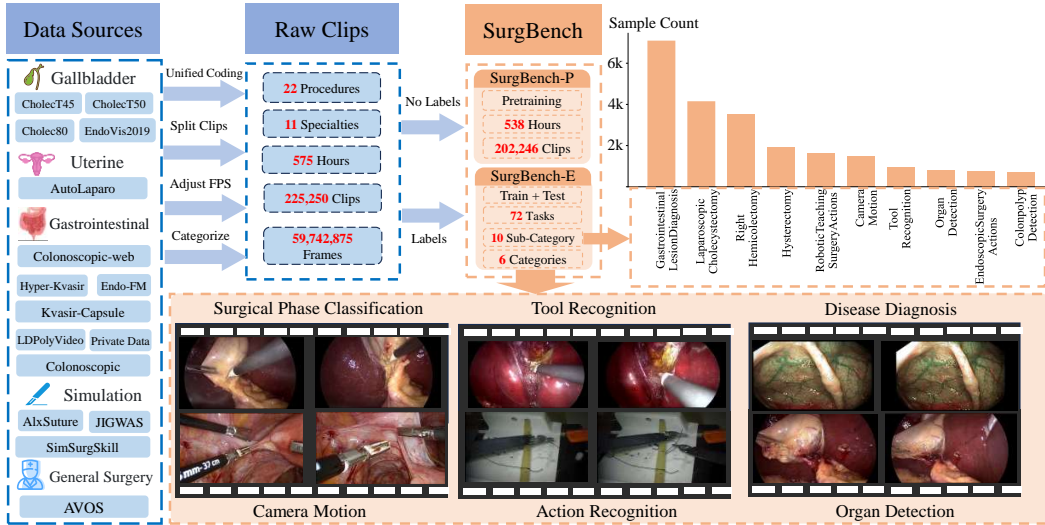 Data Sources
Gallbladder
CholecT45
CholecT50
Cholec80
EndoVis2019
Uterine
AutoLaparo
Gastrointestinal
Colonoscopic-web
Hyper-Kvasir
Endo-FM
Kvasir-Capsule
LDPolyVideo
Private Data
Colonoscopic
Simulation
AlxSuture
JIGWAS
SimSurgSkill
General Surgery
AVOS
Unified Coding
Split Clips
Adjust FPS
Categorize
Raw Clips
22 Procedures
11 Specialties
575 Hours
225,250 Clips
59,742,875
Frames
No Labels
Labels
SurgBench
SurgBench-P
Pretraining
538 Hours
202,246 Clips
SurgBench-E
Train + Test
72 Tasks
10 Sub-Category
6 Categories
Sample Count
6k
4k
2k
Gastrointestinal
LesionDiagnosis
Laparoscopic
Cholecystectomy
Right
Hemicolectomy
Hysterectomy
RoboticTeaching
SurgeryActions
Camera
Motion
Tool
Recognition
Organ
Detection
EndoscopicSurgery
Actions
Colonpolypp
Detection
Surgical Phase Classification
Tool Recognition
Disease Diagnosis
mm-37 cm
Camera Motion
Action Recognition
Organ Detection